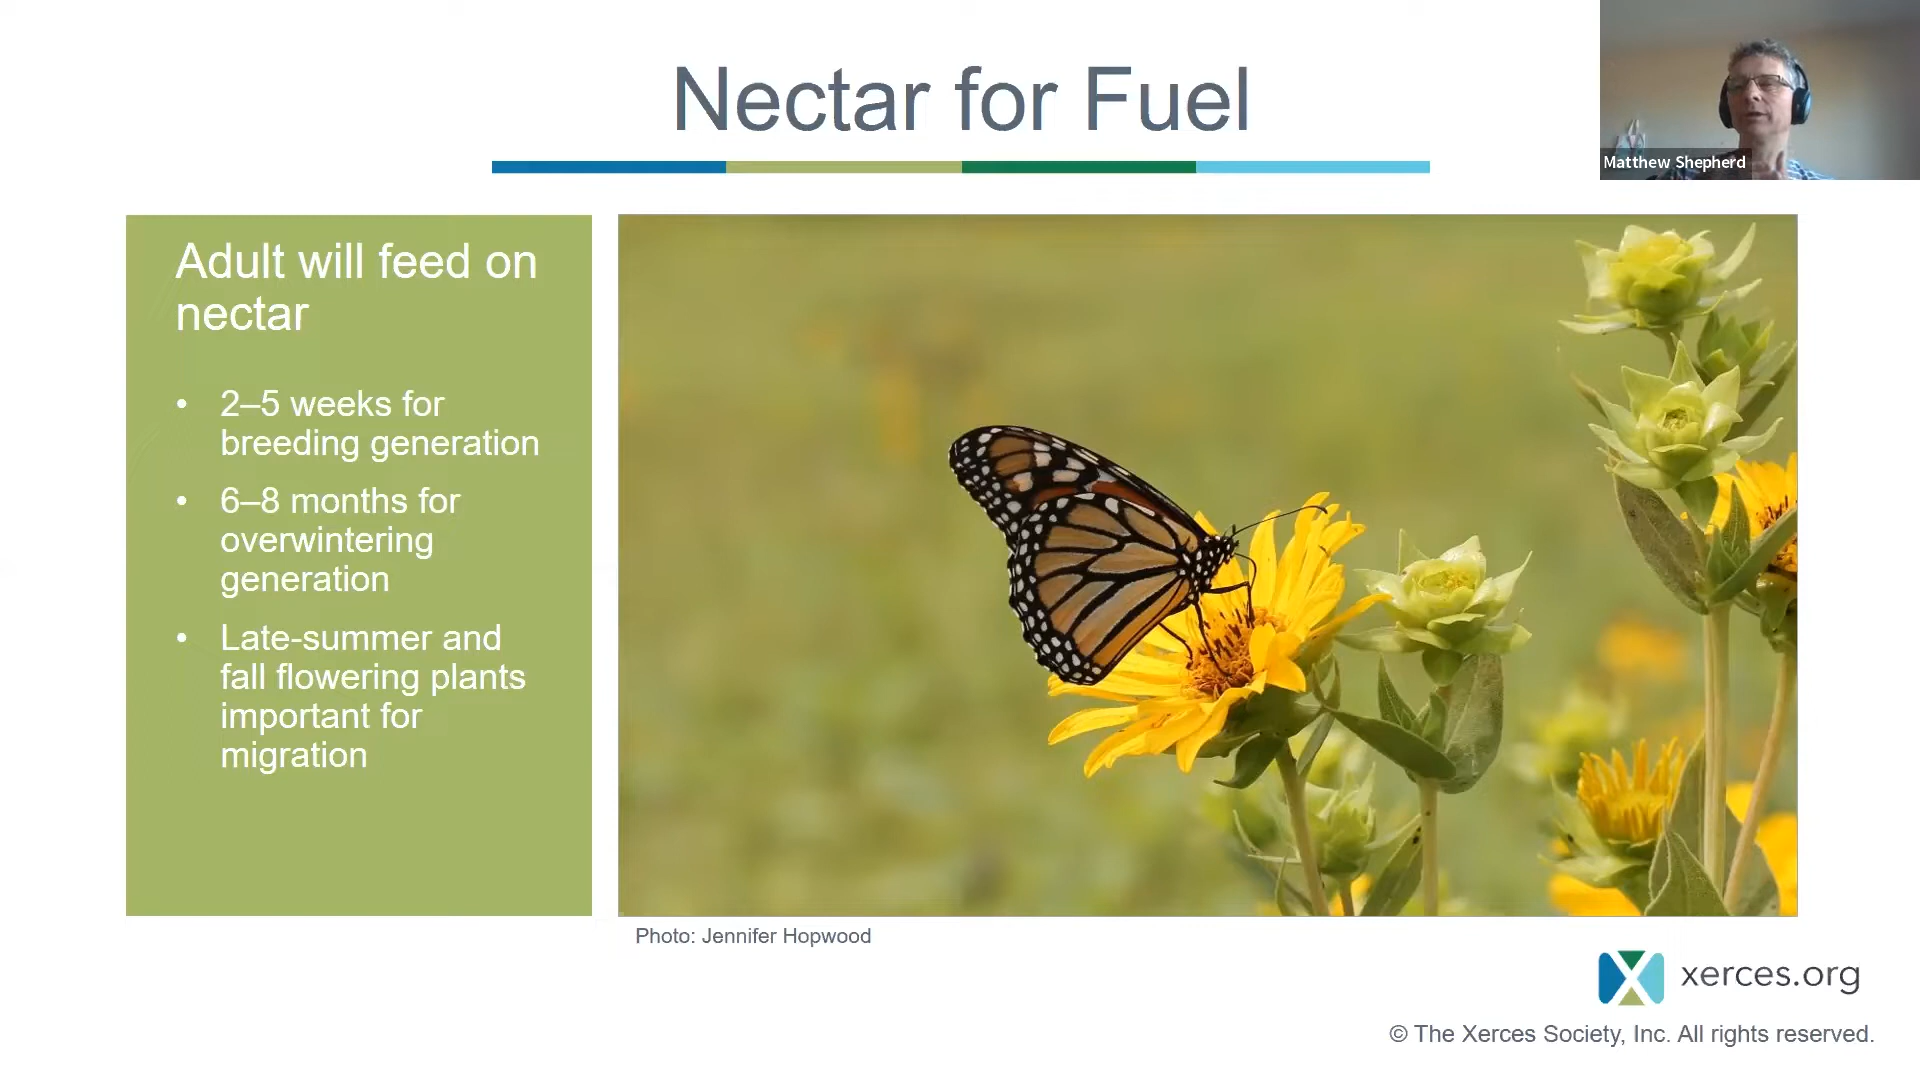 Nectar for Fuel
Matthew Shepherd
Adult will feed on
nectar
• 2–5 weeks for
breeding generation
• 6–8 months for
overwintering
generation
• Late-summer and
fall flowering plants
important for
migration
Photo: Jennifer Hopwood
xerces.org
© The Xerces Society, Inc. All rights reserved.